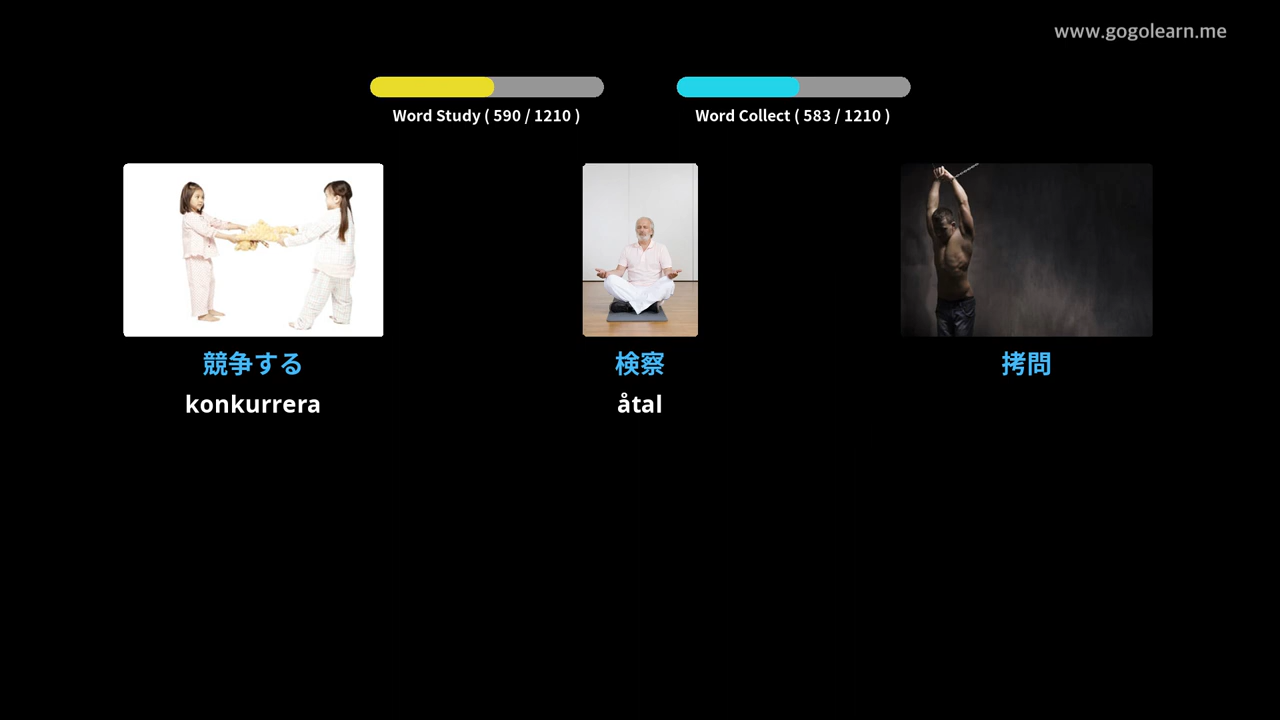 www.gogolearn.me
Word Study ( 590 / 1210 )
Word Collect ( 583 / 1210 )
競争する
konkurrera
検察
åtal
拷問